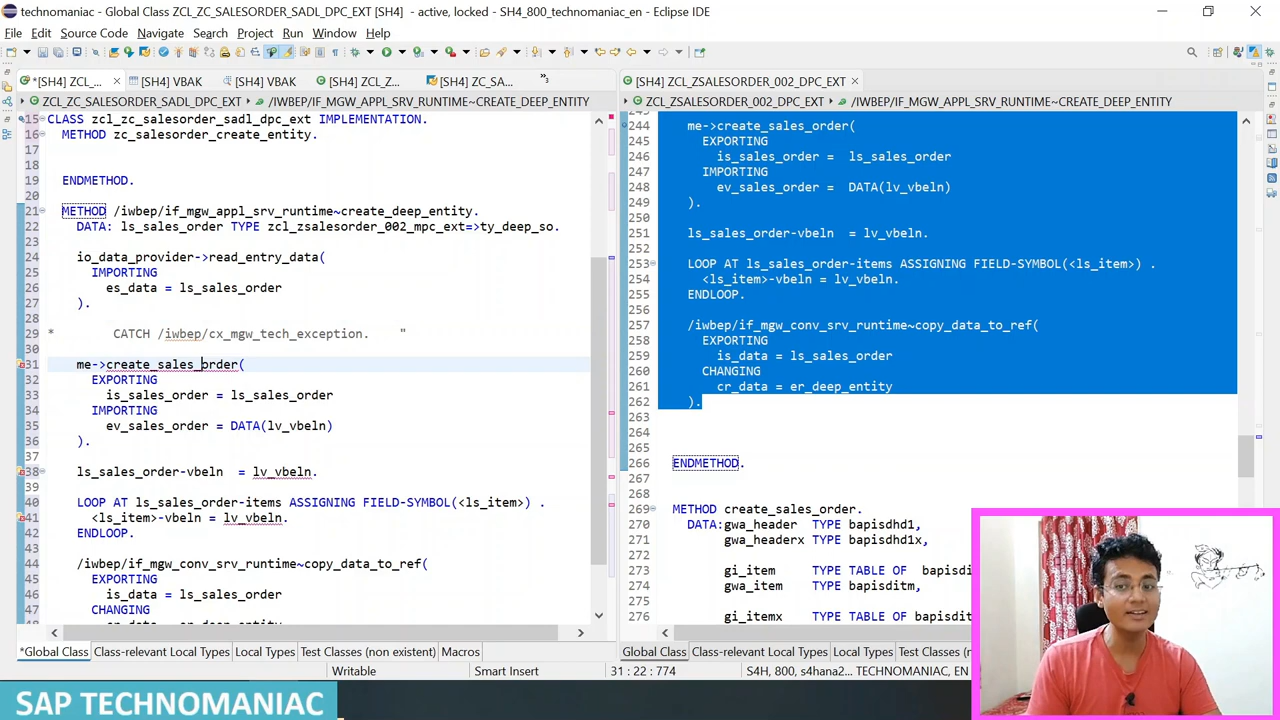 technomaniac - Global Class ZCL_ZC_SALESORDER_SADL_DPC_EXT [SH4] - active, locked - SH4_800_technomaniac_en - Eclipse IDE
File Edit Source Code Navigate Search Project Run Window Help
*[SH4] ZCL_... [SH4] VBAK [SH4] VBAK [SH4] ZCL_Z... [SH4] ZC_SA...
ZCL_ZC_SALESORDER_SADL_DPC_EXT /IWBEP/IF_MGW_APPL_SRV_RUNTIME~CREATE_DEEP_ENTITY
15 CLASS zcl_zc_salesorder_sadl_dpc_ext IMPLEMENTATION.
16 METHOD zc_salesorder_create_entity.
17
18
19 ENDMETHOD.
20
21 METHOD /iwbep/if_mgw_appl_srv_runtime~create_deep_entity.
22 DATA: ls_sales_order TYPE zcl_zsalesorder_002_mpc_ext=>ty_deep_so.
23
24 io_data_provider->read_entry_data(
25 IMPORTING
26 es_data = ls_sales_order
27 ).
28
29 * CATCH /iwbep/cx_mgw_tech_exception. "
30
31 me->create_sales_order(
32 EXPORTING
33 is_sales_order = ls_sales_order
34 IMPORTING
35 ev_sales_order = DATA(lv_vbeln)
36 ).
37
38 ls_sales_order-vbeln = lv_vbeln.
39
40 LOOP AT ls_sales_order-items ASSIGNING FIELD-SYMBOL(<ls_item>) .
41 <ls_item>-vbeln = lv_vbeln.
42 ENDLOOP.
43
44 /iwbep/if_mgw_conv_srv_runtime~copy_data_to_ref(
45 EXPORTING
46 is_data = ls_sales_order
47 CHANGING
*Global Class Class-relevant Local Types Local Types Test Classes (non existent) Macros
[SH4] ZCL_ZSALESORDER_002_DPC_EXT
ZCL_ZSALESORDER_002_DPC_EXT /IWBEP/IF_MGW_APPL_SRV_RUNTIME~CREATE_DEEP_ENTITY
244 me->create_sales_order(
245 EXPORTING
246 is_sales_order = ls_sales_order
247 IMPORTING
248 ev_sales_order = DATA(lv_vbeln)
249 ).
250
251 ls_sales_order-vbeln = lv_vbeln.
252
253 LOOP AT ls_sales_order-items ASSIGNING FIELD-SYMBOL(<ls_item>) .
254 <ls_item>-vbeln = lv_vbeln.
255 ENDLOOP.
256
257 /iwbep/if_mgw_conv_srv_runtime~copy_data_to_ref(
258 EXPORTING
259 is_data = ls_sales_order
260 CHANGING
261 cr_data = er_deep_entity
262 ).
263
264
265
266 ENDMETHOD.
267
268
269 METHOD create_sales_order.
270 DATA:gwa_header TYPE bapisdhd1,
271 gwa_headerx TYPE bapisdhd1x,
272
273 gi_item TYPE TABLE OF bapisd
274 gwa_item TYPE bapisditm,
275
276 gi_itemx TYPE TABLE OF bapisd
Global Class Class-relevant Local Types Local Types Test Classes
Writable Smart Insert 31 : 22 : 774 S4H, 800, s4hana2... TECHNOMANIAC, EN
SAP TECHNOMANIAC